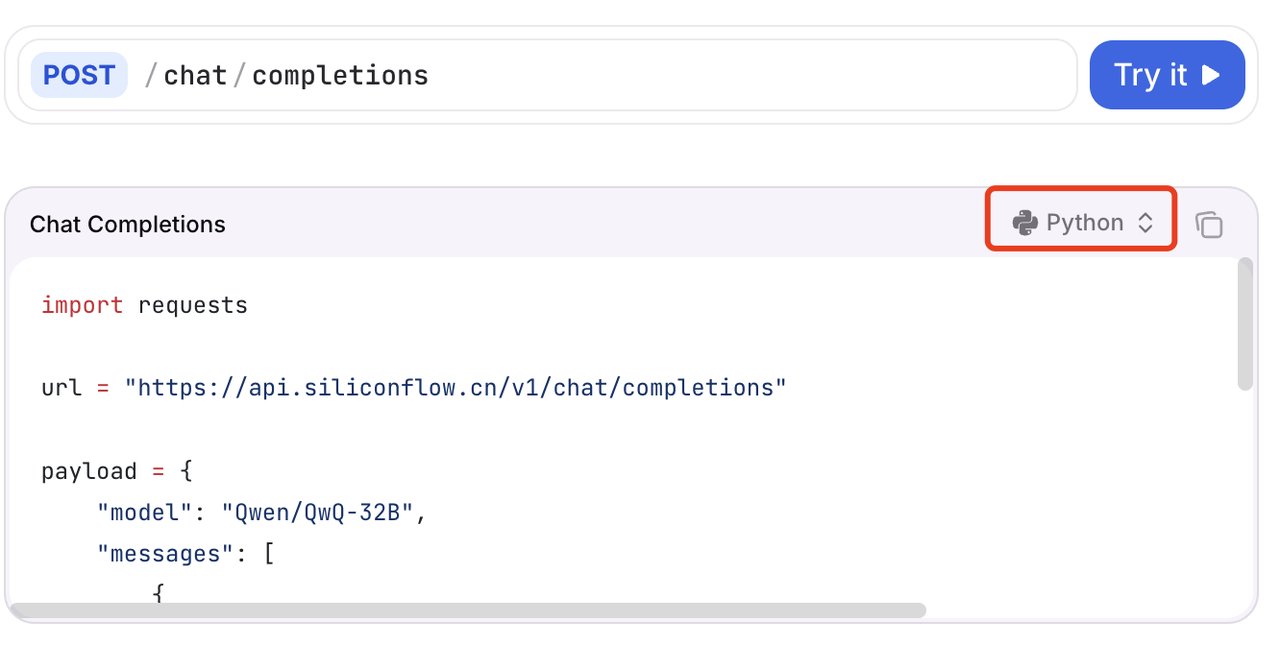 POST /chat/completions Try it
Chat Completions Python
import requests
url = "https://api.siliconflow.cn/v1/chat/completions"
payload = {
    "model": "Qwen/QwQ-32B",
    "messages": [
        {